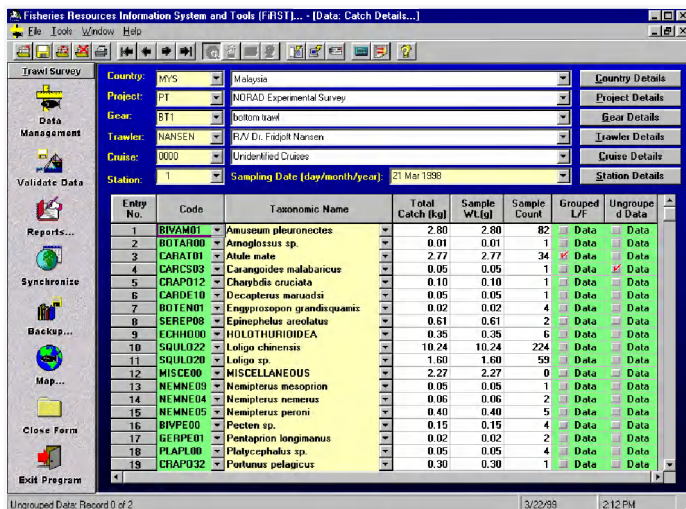 Fisheries Resources Information System and Tools (FiRST)... - [Data: Catch Details...]
File Tools Window Help
Trawl Survey
Data Management
Validate Data
Reports...
Synchronize
Backup...
Map...
Close Form
Exit Program
Country: MYS Malaysia Country Details
Project: PT NORAD Experimental Survey Project Details
Gear: BT1 bottom trawl Gear Details
Trawler: NANSEN R/V Dr. Fridjolt Nansen Trawler Details
Cruise: 0000 Unidentified Cruises Cruise Details
Station: 1 Sampling Date (day/month/year): 21 Mar 1998 Station Details
Entry No. Code Taxonomic Name Total Catch (kg) Sample Wt.(g) Sample Count Grouped L/F Ungroupe d Data
1 BIVAM01 Amuseum pleuronectes 2.80 2.80 82 Data Data
2 BOTAR00 Arnoglossus sp. 0.01 0.01 1 Data Data
3 CARAT01 Atule mate 2.77 2.77 34 Data Data
4 CARCS03 Carangoides malabaricus 0.05 0.05 1 Data Data
5 CRAPO12 Charybdis cruciata 0.10 0.10 1 Data Data
6 CARDE10 Decapterus maruadsi 0.05 0.05 1 Data Data
7 BOTEN01 Engyprosopon grandisquamis 0.02 0.02 4 Data Data
8 SEREP08 Epinephelus areolatus 0.61 0.61 2 Data Data
9 ECHHO00 HOLOTHURIOIDEA 0.35 0.35 6 Data Data
10 SQULO22 Loligo chinensis 10.24 10.24 224 Data Data
11 SQULO20 Loligo sp. 1.60 1.60 59 Data Data
12 MISCE00 MISCELLANEOUS 2.27 2.27 0 Data Data
13 NEMNE09 Nemipterus mesoprion 0.05 0.05 1 Data Data
14 NEMNE04 Nemipterus nemurus 0.06 0.06 2 Data Data
15 NEMNE05 Nemipterus peroni 0.40 0.40 5 Data Data
16 BIVPE00 Pecten sp. 0.15 0.15 4 Data Data
17 GERPE01 Pentaprion longimanus 0.02 0.02 2 Data Data
18 PLAPL00 Platycephalus sp. 0.05 0.05 4 Data Data
19 CRAPO32 Portunus pelagicus 0.30 0.30 1 Data Data
Ungrouped Data: Record 0 of 2 3/22/99 2:12 PM